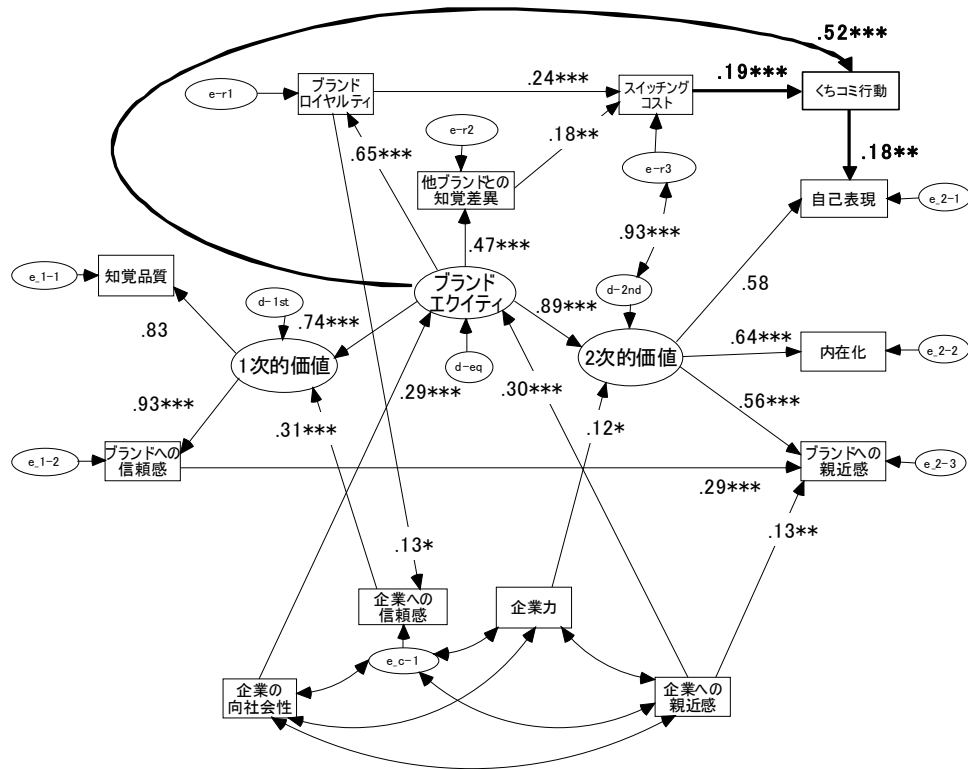 .52***
ブランド
ロイヤルティ
e-r1
.24***
スイッチング
コスト
.19***
くちコミ行動
e-r2
.18**
.18**
.65***
他ブランドとの
知覚差異
e-r3
自己表現
e_2-1
.93***
.47***
e_1-1
知覚品質
ブランド
エクイティ
d-1st
.74***
.89***
d-2nd
.58
.83
1次的価値
d-eq
2次的価値
.64***
内在化
e_2-2
.29***
.30***
.93***
.56***
.31***
.12*
e_1-2
ブランドへの
信頼感
ブランドへの
親近感
e_2-3
.29***
.13**
.13*
企業への
信頼感
企業力
e_c-1
企業の
向社会性
企業への
親近感